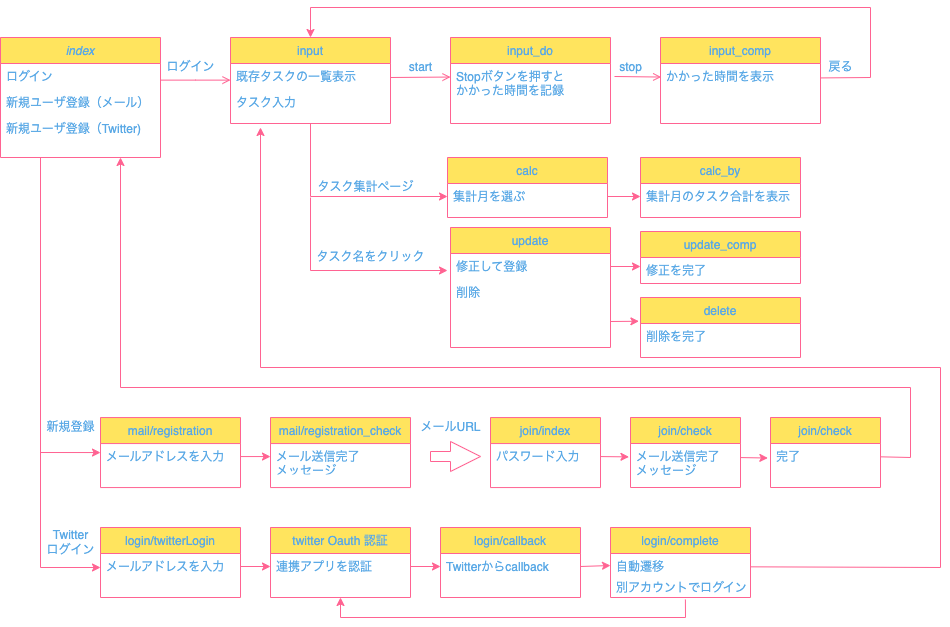 index
ログイン
新規ユーザ登録（メール）
新規ユーザ登録（Twitter)
ログイン
input
既存タスクの一覧表示
タスク入力
start
input_do
Stopボタンを押すと
かかった時間を記録
stop
input_comp
かかった時間を表示
戻る
タスク集計ページ
calc
集計月を選ぶ
calc_by
集計月のタスク合計を表示
タスク名をクリック
update
修正して登録
削除
update_comp
修正を完了
delete
削除を完了
新規登録
mail/registration
メールアドレスを入力
mail/registration_check
メール送信完了
メッセージ
メールURL
join/index
パスワード入力
join/check
メール送信完了
メッセージ
join/check
完了
Twitter
ログイン
login/twitterLogin
メールアドレスを入力
twitter Oauth 認証
連携アプリを認証
login/callback
Twitterからcallback
login/complete
自動遷移
別アカウントでログイン